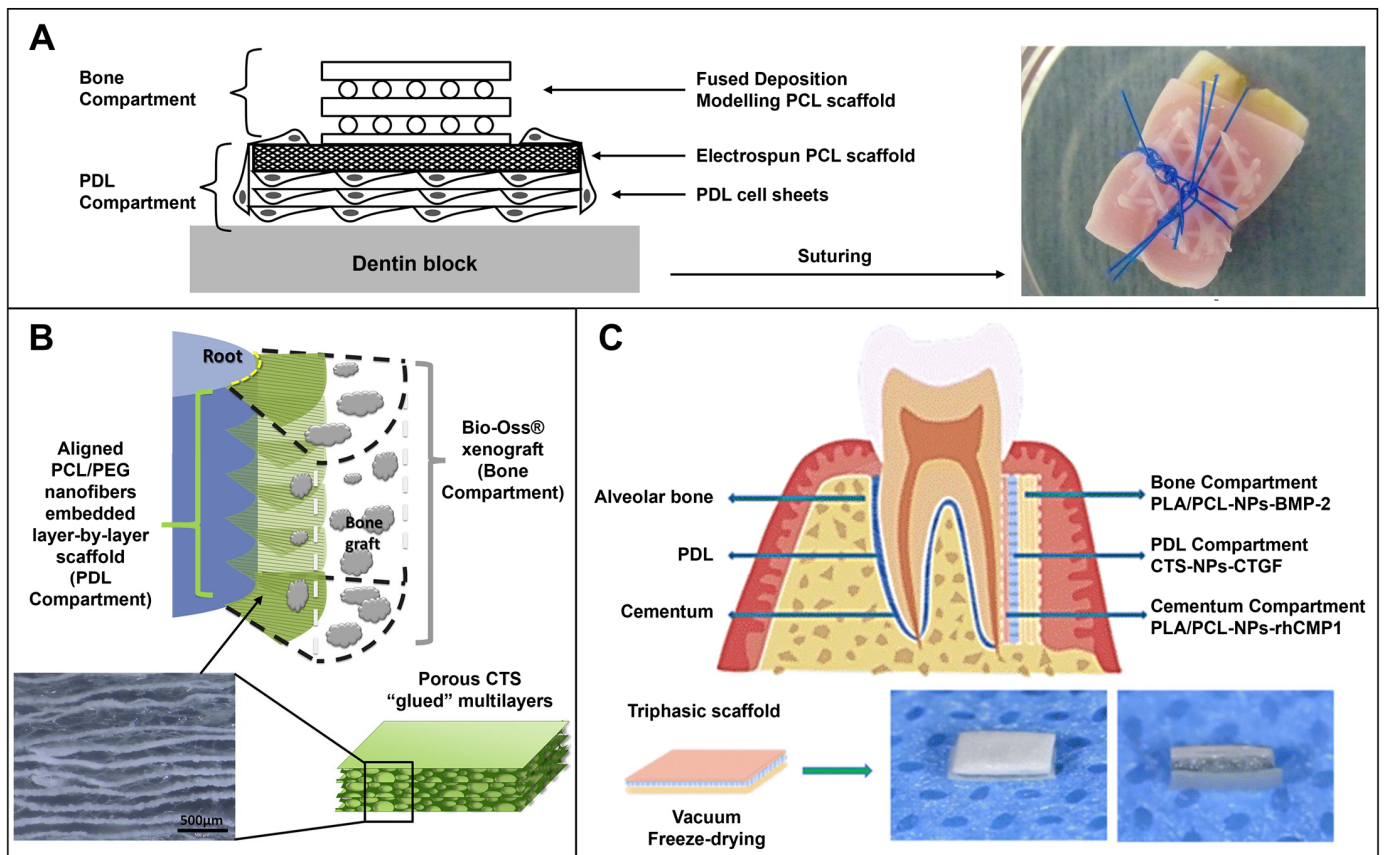 A
Bone
Compartment
PDL
Compartment
Fused Deposition
Modelling PCL scaffold
Electrospun PCL scaffold
PDL cell sheets
Dentin block
Suturing
B
Root
Aligned
PCL/PEG
nanofibers
embedded
layer-by-layer
scaffold
(PDL
Compartment)
Bone
graft
Bio-Oss®
xenograft
(Bone
Compartment)
Porous CTS
“glued” multilayers
500µm
C
Alveolar bone
PDL
Cementum
Bone Compartment
PLA/PCL-NPs-BMP-2
PDL Compartment
CTS-NPs-CTGF
Cementum Compartment
PLA/PCL-NPs-rhCMP1
Triphasic scaffold
Vacuum
Freeze-drying